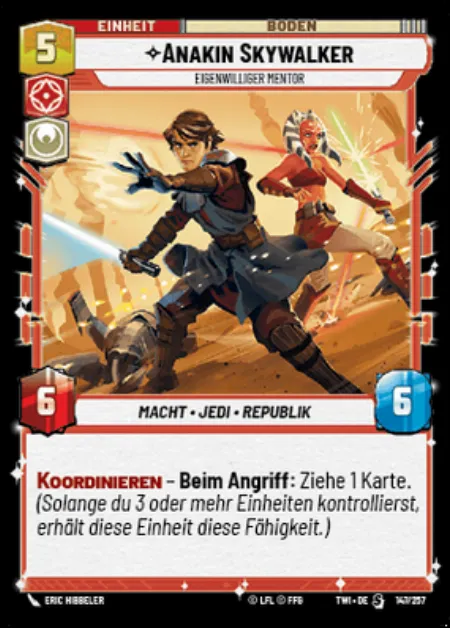 EINHEIT
BODEN
5
ANAKIN SKYWALKER
EIGENWILLIGER MENTOR
6
MACHT • JEDI • REPUBLIK
6
KOORDINIEREN – Beim Angriff: Ziehe 1 Karte.
(Solange du 3 oder mehr Einheiten kontrollierst,
erhält diese Einheit diese Fähigkeit.)
ERIC HIBBELER
© LFL © FFG
TWI • DE
S
147/257